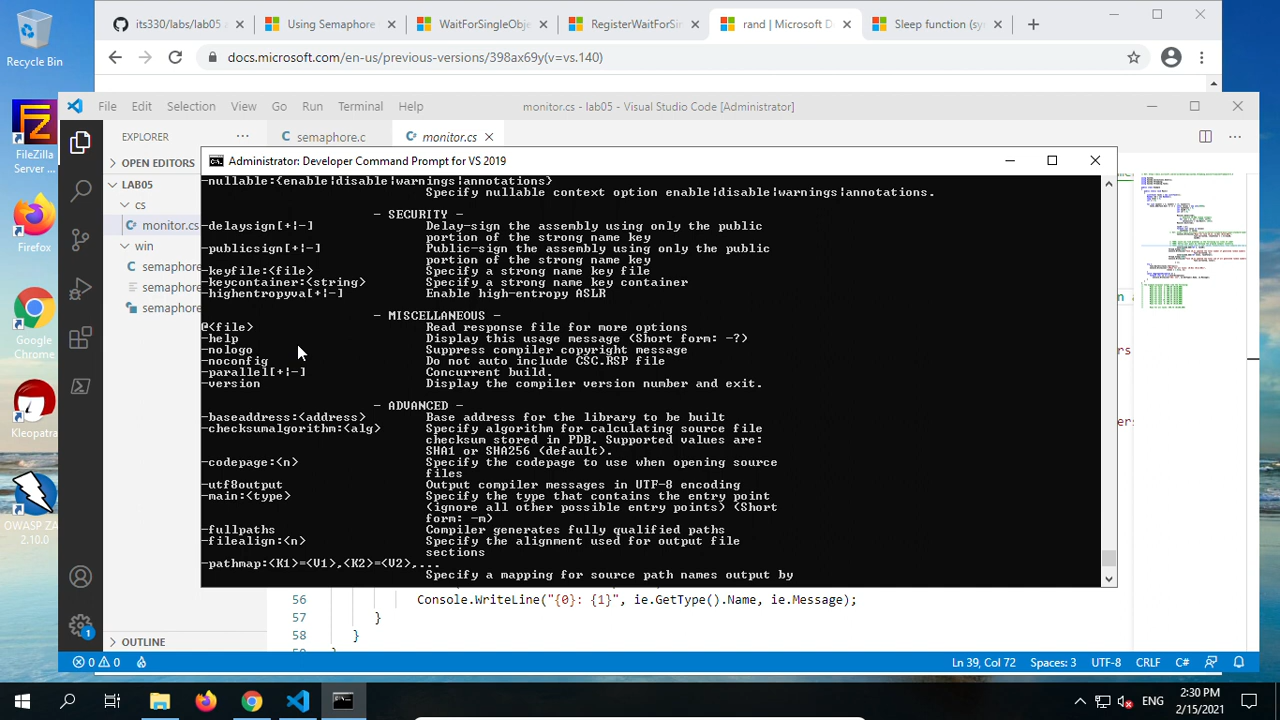 Recycle Bin
FileZilla
Server ...
Firefox
Google
Chrome
Kleopatra
OWASP ZA...
2.10.0
its330/labs/lab05
Using Semaphore
WaitForSingleObje
RegisterWaitForSin
rand | Microsoft D
Sleep function (syn
docs.microsoft.com/en-us/previous-versions/398ax69y(v=vs.140)
File Edit Selection View Go Run Terminal Help
monitor.cs - lab05 - Visual Studio Code [Administrator]
EXPLORER
semaphore.c
monitor.cs
OPEN EDITORS
LAB05
cs
monitor.cs
win
semaphore
semaphore
semaphore
OUTLINE
Administrator: Developer Command Prompt for VS 2019
-nullable:<enable|disable|warnings|annotations>
Specify nullable context option enable|disable|warnings|annotations.
- SECURITY -
-delaysign[+|-] Delay-sign the assembly using only the public
portion of the strong name key
-publicsign[+|-] Public-sign the assembly using only the public
portion of the strong name key
-keyfile:<file> Specify a strong name key file
-keycontainer:<string> Specify a strong name key container
-highentropyva[+|-] Enable high-entropy ASLR
- MISCELLANEOUS -
@<file> Read response file for more options
-help Display this usage message (Short form: -?)
-nologo Suppress compiler copyright message
-noconfig Do not auto include CSC.RSP file
-parallel[+|-] Concurrent build.
-version Display the compiler version number and exit.
- ADVANCED -
-baseaddress:<address> Base address for the library to be built
-checksumalgorithm:<alg> Specify algorithm for calculating source file
checksum stored in PDB. Supported values are:
SHA1 or SHA256 (default).
-codepage:<n> Specify the codepage to use when opening source
files
-utf8output Output compiler messages in UTF-8 encoding
-main:<type> Specify the type that contains the entry point
(ignore all other possible entry points) (Short
form: -m)
-fullpaths Compiler generates fully qualified paths
-filealign:<n> Specify the alignment used for output file
sections
-pathmap:<K1>=<V1>,<K2>=<V2>,...
Specify a mapping for source path names output by
56 Console.WriteLine("{0}: {1}", ie.GetType().Name, ie.Message);
57 }
58 }
0 0
Ln 39, Col 72 Spaces: 3 UTF-8 CRLF C#
ENG
2:30 PM
2/15/2021